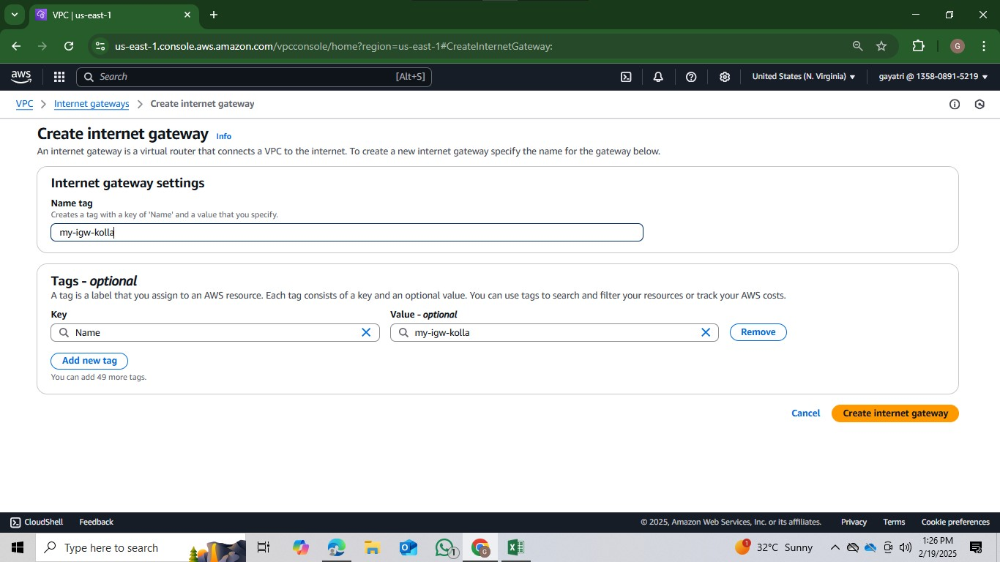 VPC | us-east-1
us-east-1.console.aws.amazon.com/vpcconsole/home?region=us-east-1#CreateInternetGateway:
G
aws
Search [Alt+S]
United States (N. Virginia)
gayatri @ 1358-0891-5219
VPC > Internet gateways > Create internet gateway
Create internet gateway Info
An internet gateway is a virtual router that connects a VPC to the internet. To create a new internet gateway specify the name for the gateway below.
Internet gateway settings
Name tag
Creates a tag with a key of 'Name' and a value that you specify.
my-igw-kolla
Tags - optional
A tag is a label that you assign to an AWS resource. Each tag consists of a key and an optional value. You can use tags to search and filter your resources or track your AWS costs.
Key Value - optional
Name my-igw-kolla Remove
Add new tag
You can add 49 more tags.
Cancel Create internet gateway
CloudShell Feedback © 2025, Amazon Web Services, Inc. or its affiliates. Privacy Terms Cookie preferences
Type here to search
1
G
1
32°C Sunny
1:26 PM
2/19/2025